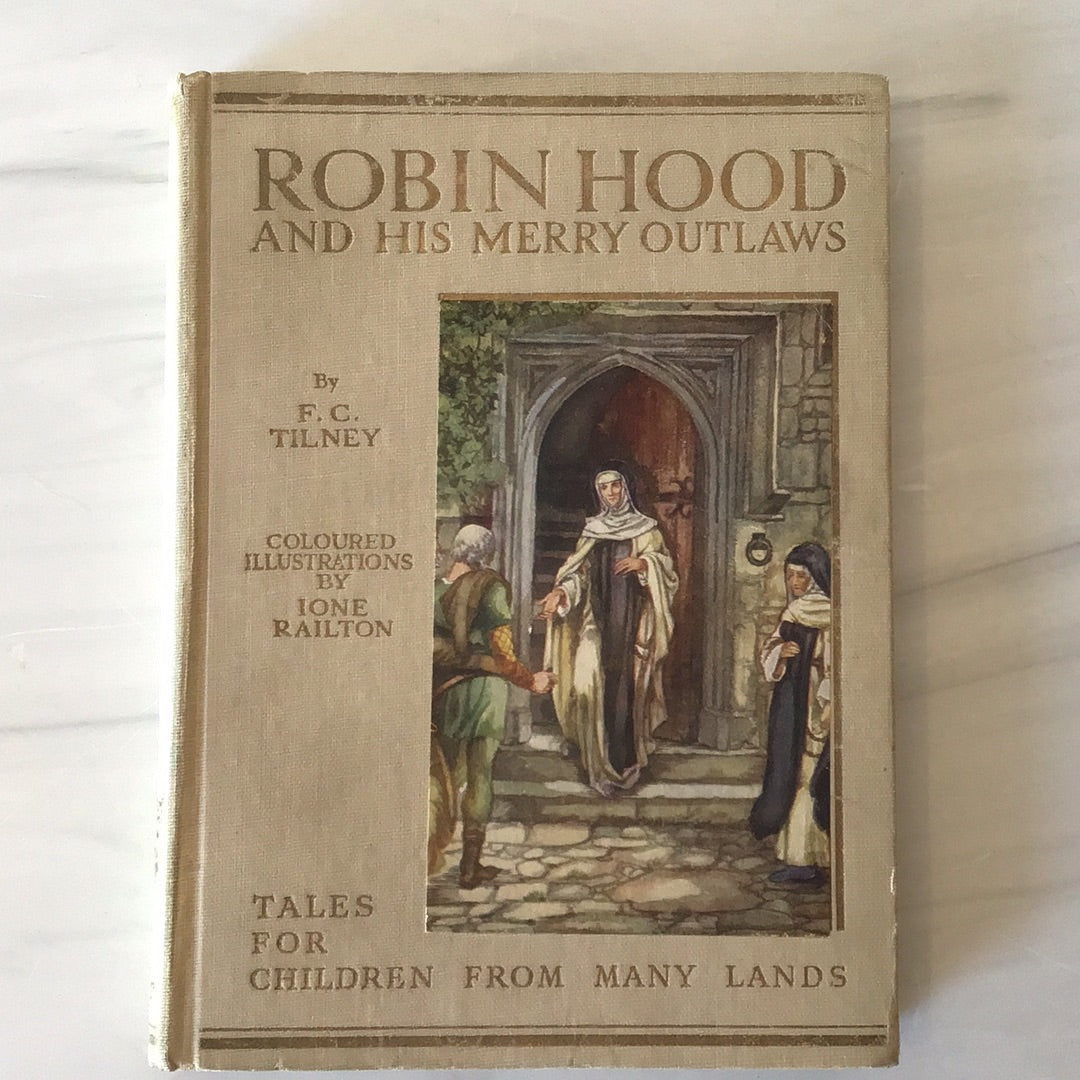 ROBIN HOOD
AND HIS MERRY OUTLAWS
By
F. C.
TILNEY
COLOURED
ILLUSTRATIONS
BY
IONE
RAILTON
TALES
FOR
CHILDREN FROM MANY LANDS